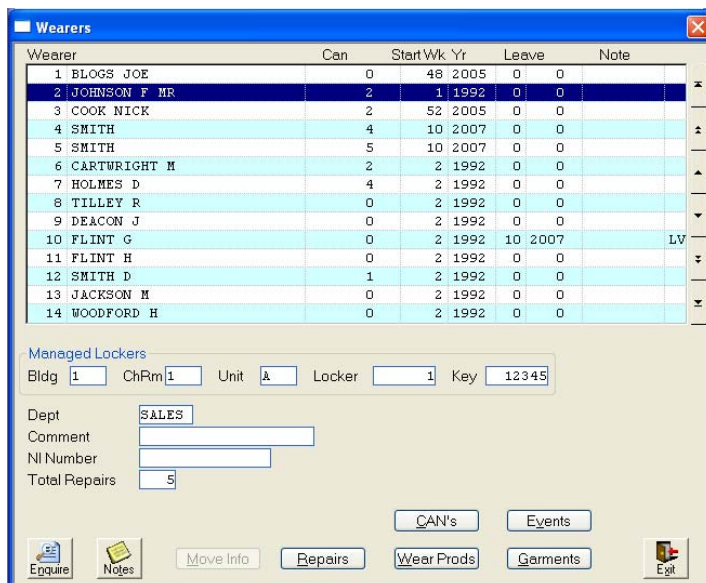 Wearers
Wearer Can Start Wk Yr Leave Note
1 BLOGS JOE 0 48 2005 0 0
2 JOHNSON F MR 2 1 1992 0 0
3 COOK NICK 2 52 2005 0 0
4 SMITH 4 10 2007 0 0
5 SMITH 5 10 2007 0 0
6 CARTWRIGHT M 2 2 1992 0 0
7 HOLMES D 4 2 1992 0 0
8 TILLEY R 0 2 1992 0 0
9 DEACON J 0 2 1992 0 0
10 FLINT G 0 2 1992 10 2007 LV
11 FLINT H 0 2 1992 0 0
12 SMITH D 1 2 1992 0 0
13 JACKSON M 0 2 1992 0 0
14 WOODFORD H 0 2 1992 0 0
Managed Lockers
Bldg 1 ChRm 1 Unit A Locker 1 Key 12345
Dept SALES
Comment
NI Number
Total Repairs 5
CAN's Events
Enquire Notes Move Info Repairs Wear Prods Garments Exit